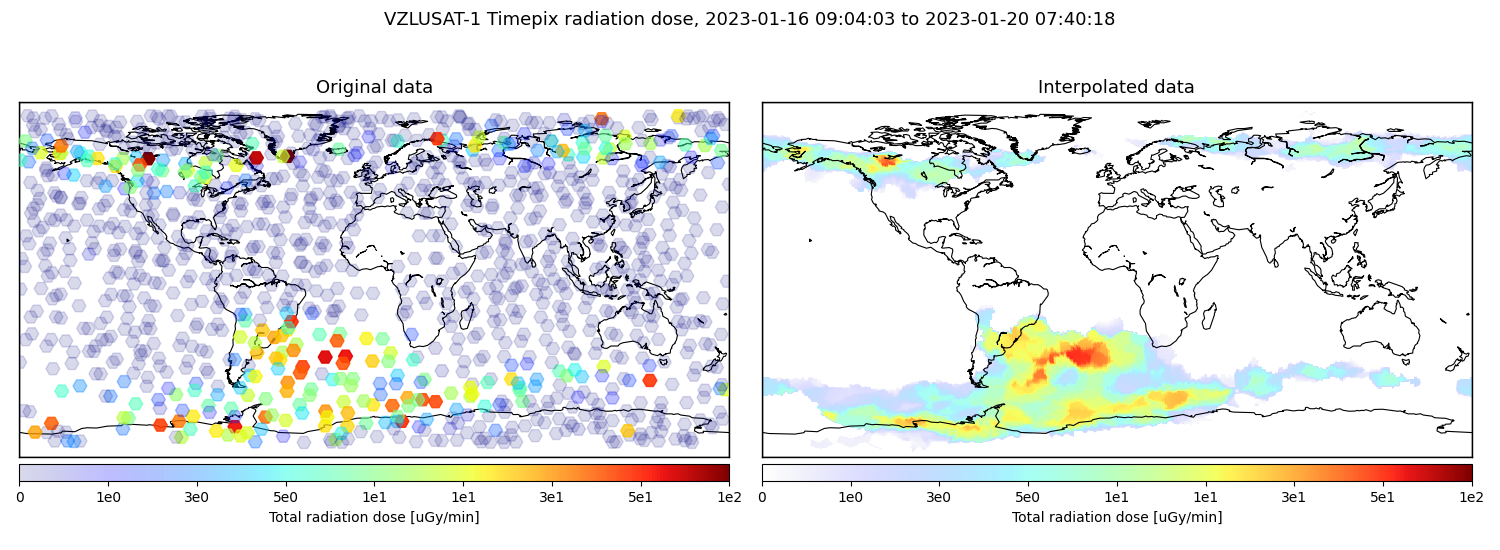 VZLUSAT-1 Timepix radiation dose, 2023-01-16 09:04:03 to 2023-01-20 07:40:18
Original data
Interpolated data
0 1e0 3e0 5e0 1e1 1e1 3e1 5e1 1e2
0 1e0 3e0 5e0 1e1 1e1 3e1 5e1 1e2
Total radiation dose [uGy/min]
Total radiation dose [uGy/min]